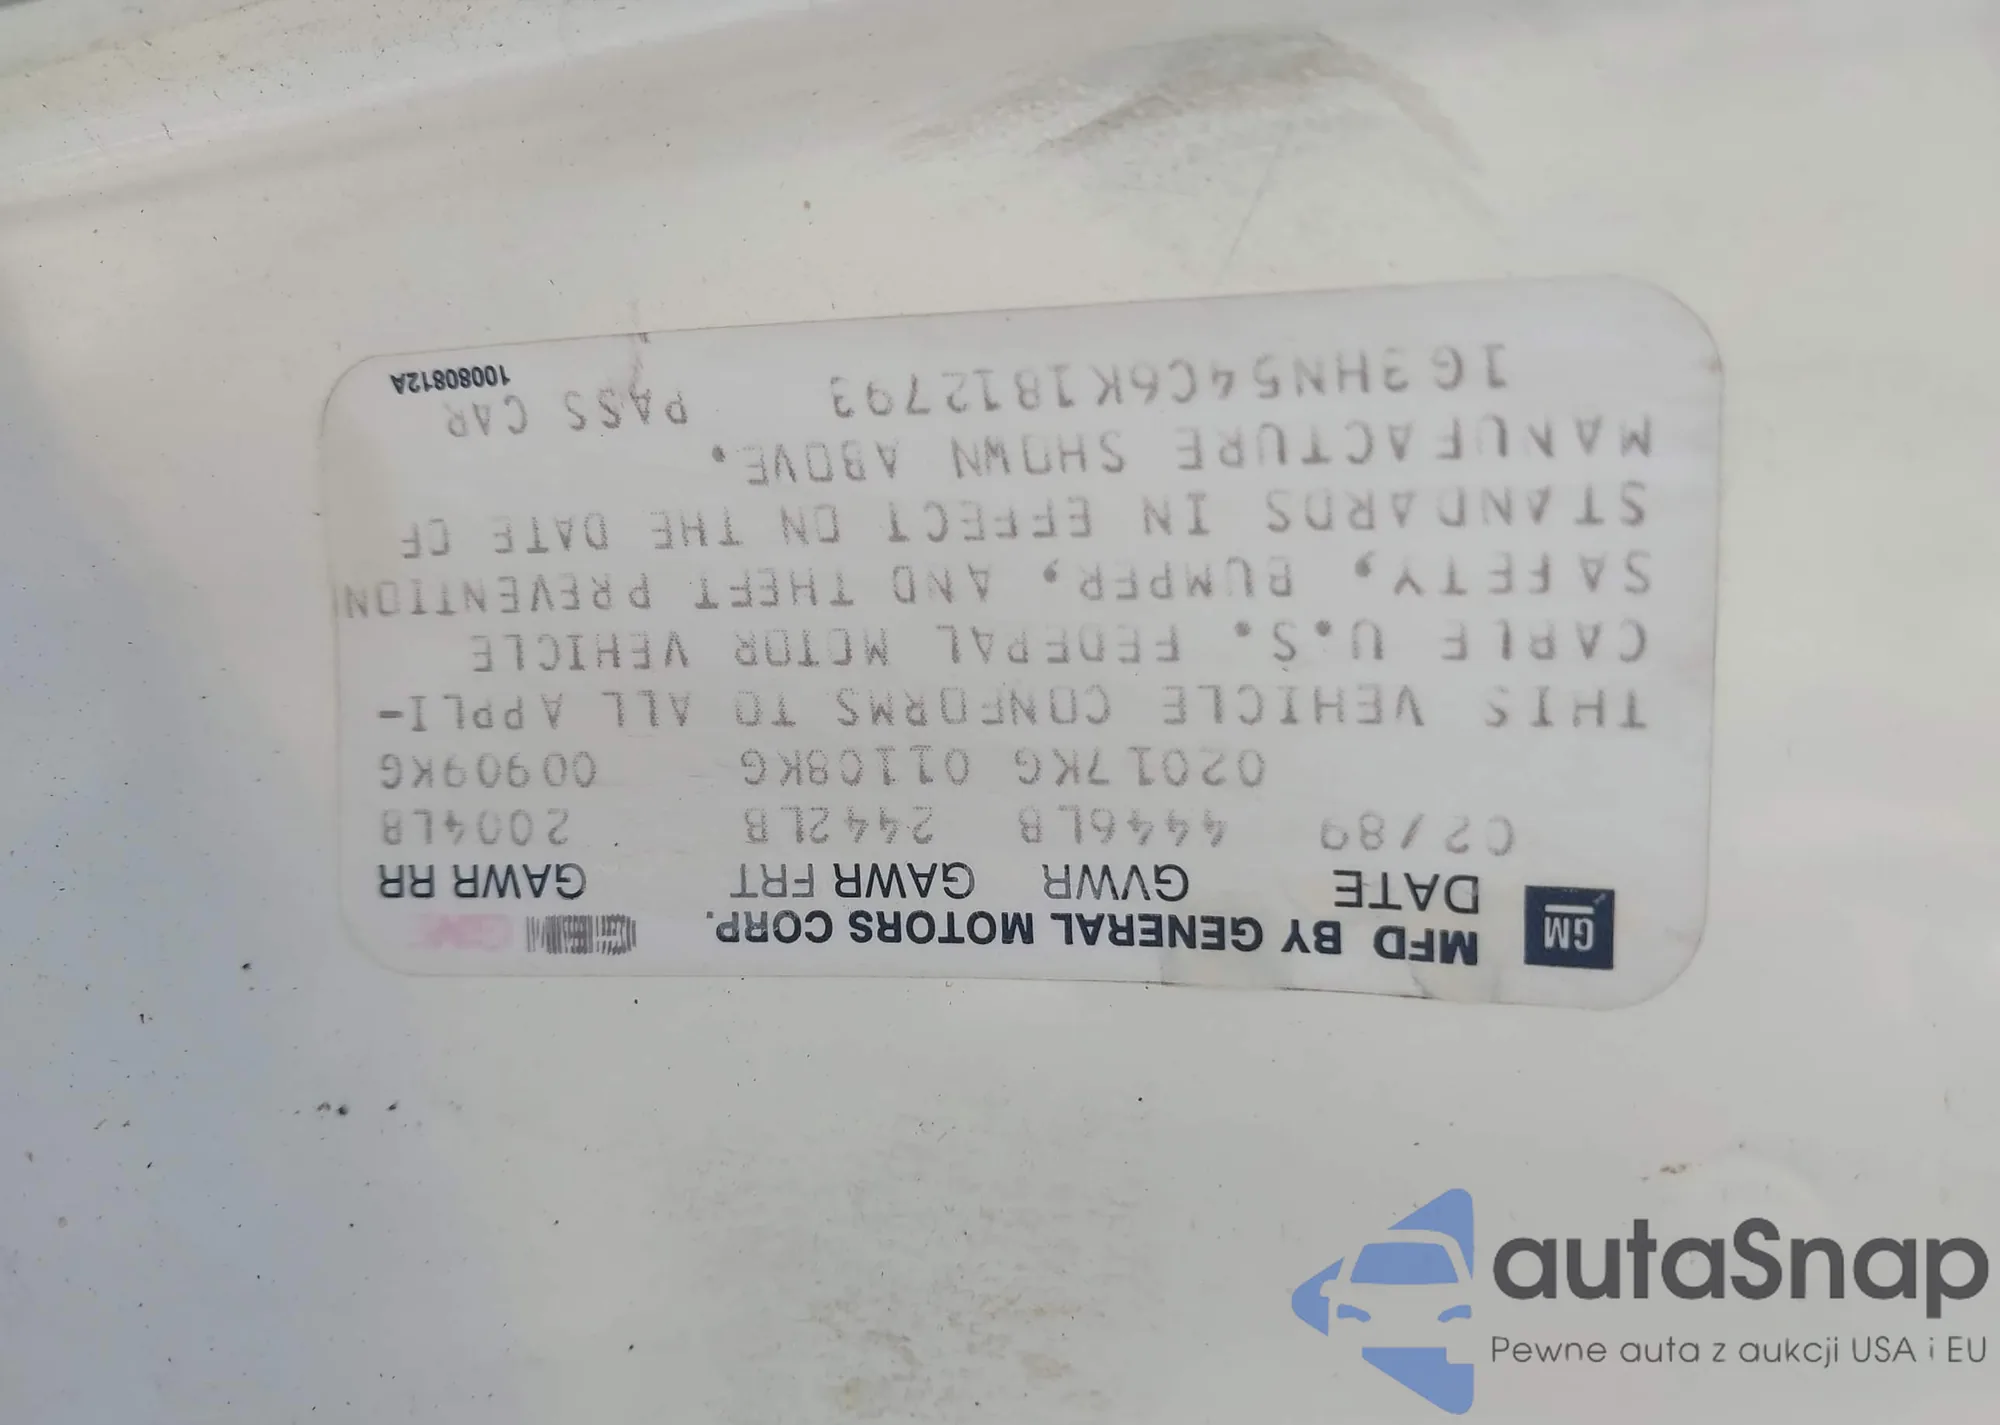 GM
MFD BY GENERAL MOTORS CORP.
DATE GVWR GAWR FRT GAWR RR
02/89 4446LB 2442LB 2004LB
02017KG 01108KG 00909KG
THIS VEHICLE CONFORMS TO ALL APPLI-
CABLE U.S. FEDERAL MOTOR VEHICLE
SAFETY, BUMPER, AND THEFT PREVENTION
STANDARDS IN EFFECT ON THE DATE OF
MANUFACTURE SHOWN ABOVE.
1G3HN54C6K1812793 PASS CAR
10080812A
autaSnap
Pewne auta z aukcji USA i EU